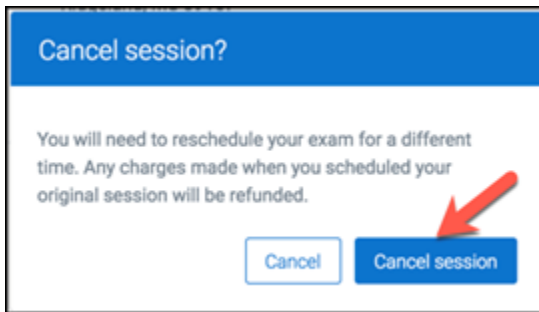 Cancel session?
You will need to reschedule your exam for a different
time. Any charges made when you scheduled your
original session will be refunded.
Cancel
Cancel session